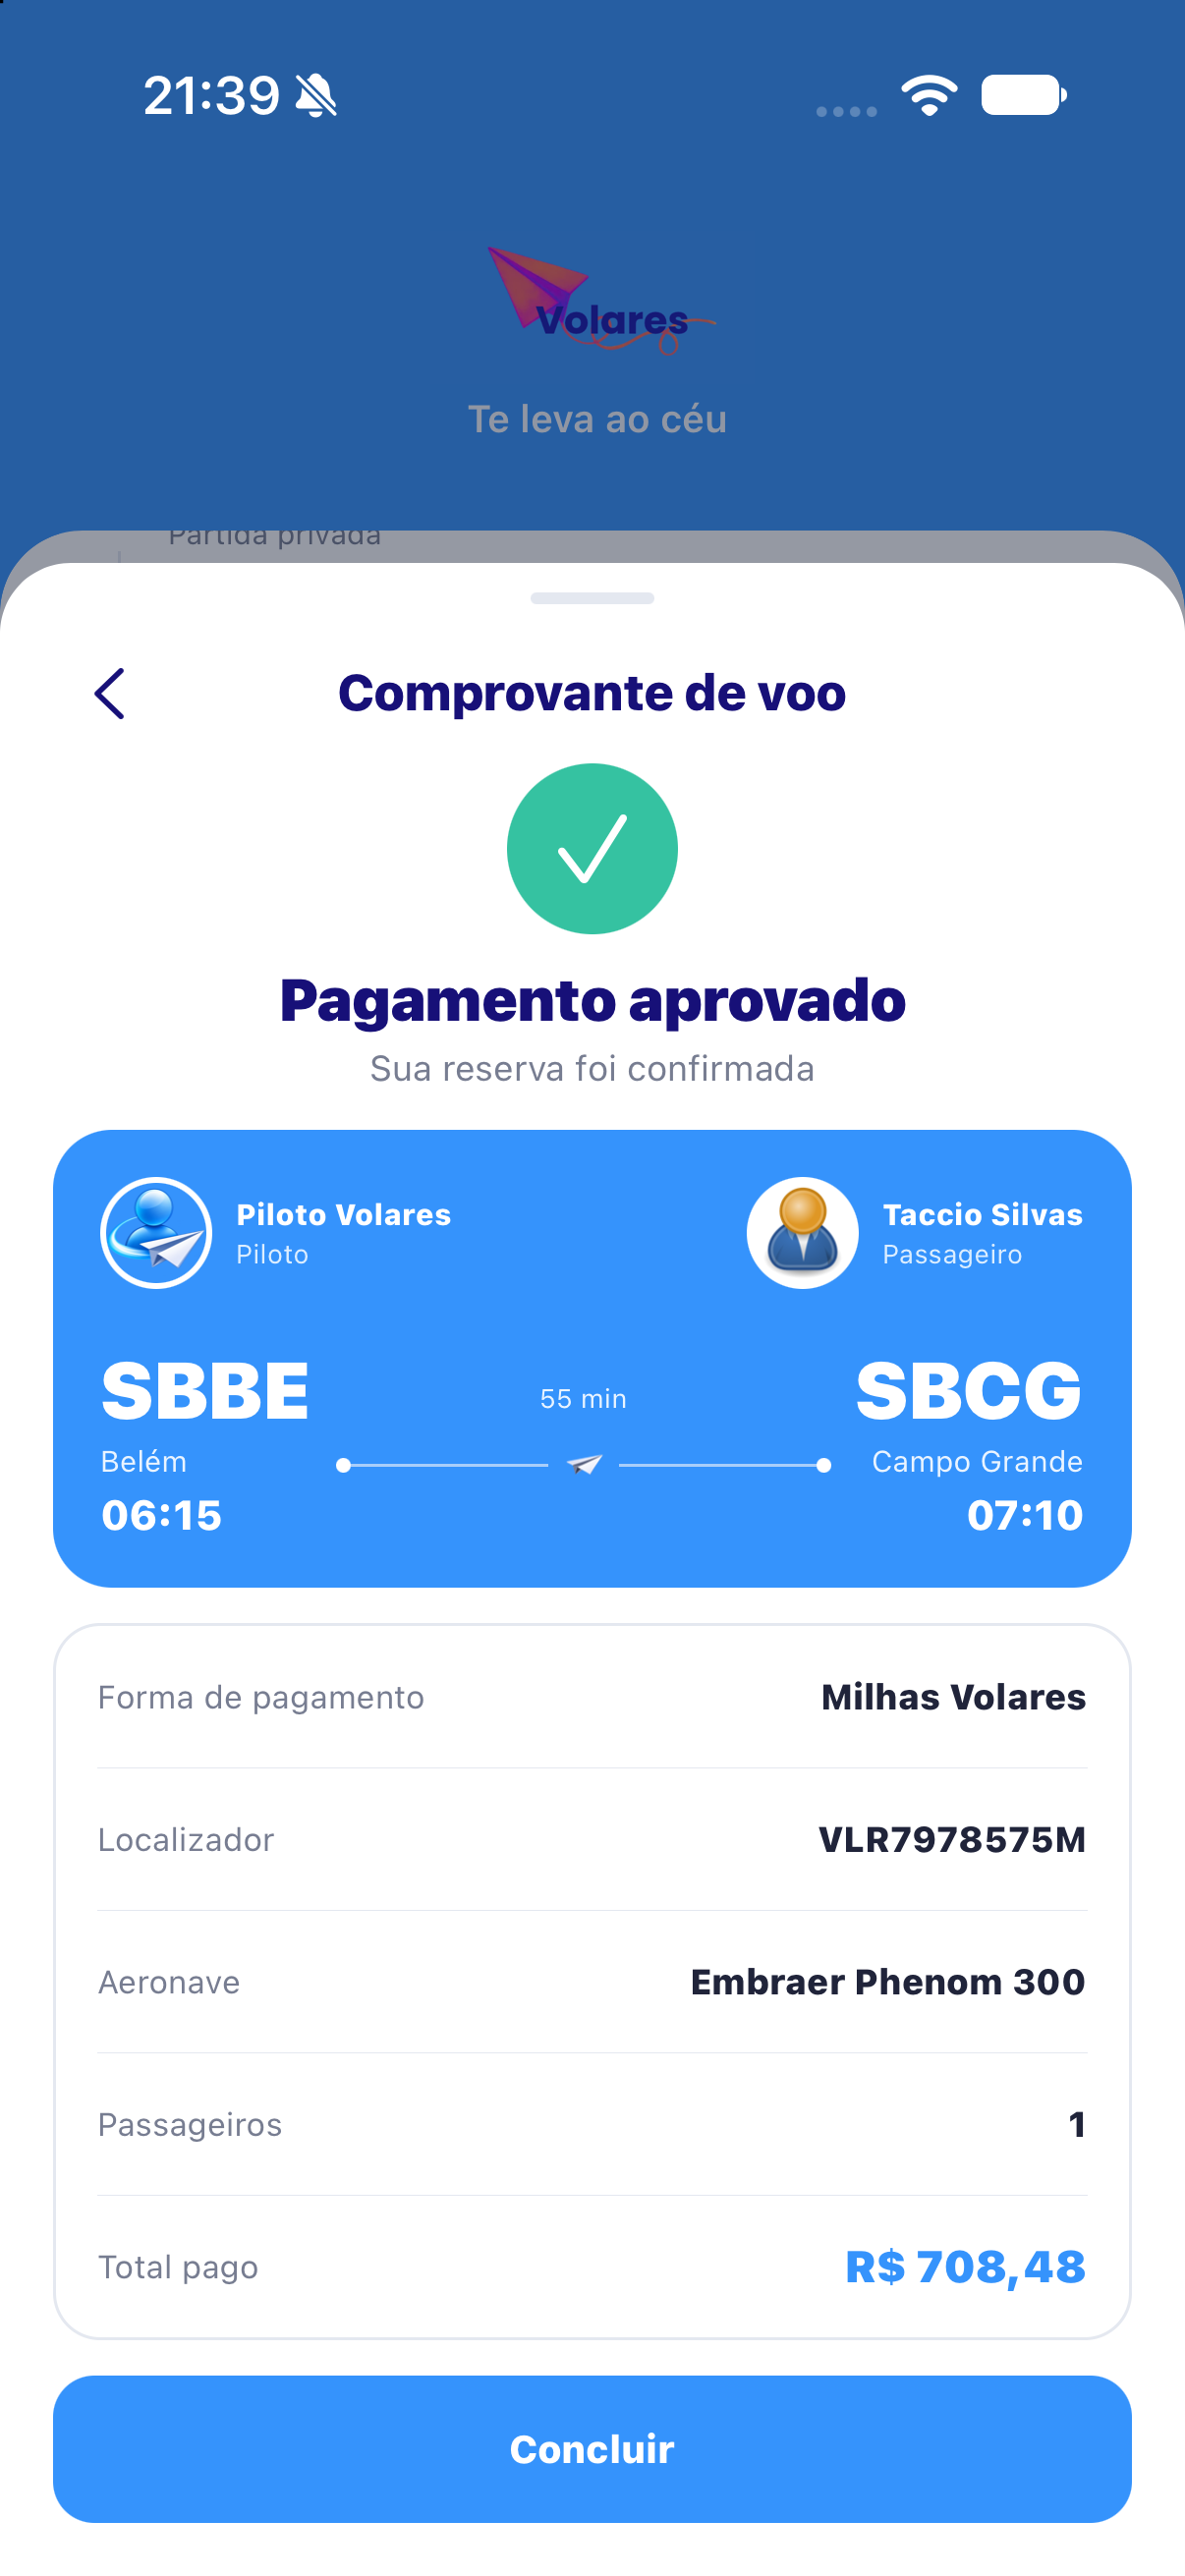 21:39
Volares
Te leva ao céu
Partida privada
Comprovante de voo
Pagamento aprovado
Sua reserva foi confirmada
Piloto Volares
Piloto
Taccio Silvas
Passageiro
SBBE
55 min
SBCG
Belém
Campo Grande
06:15
07:10
Forma de pagamento
Milhas Volares
Localizador
VLR7978575M
Aeronave
Embraer Phenom 300
Passageiros
1
Total pago
R$ 708,48
Concluir